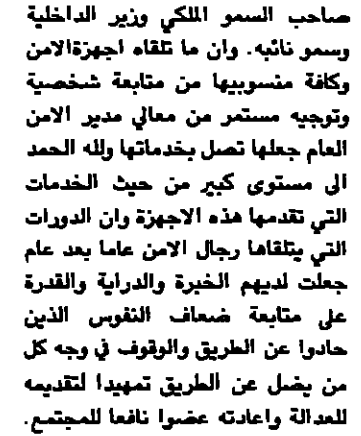 صاحب السمو الملكي وزير الداخلية
وسمو نائبه. وان ما تلقاه اجهزةالامن
وكافة منسوبيها من متابعة شخصية
وتوجيه مستمر من معالي مدير الامن
العام جعلها تصل بخدماتها ولله الحمد
الى مستوى كبير من حيث الخدمات
التي تقدمها هذه الاجهزة وان الدورات
التي يتلقاها رجال الامن عاما بعد عام
جعلت لديهم الخبرة والدراية والقدرة
على متابعة ضعاف النفوس الذين
حادوا عن الطريق والوقوف في وجه كل
من يضل عن الطريق تمهيدا لتقديمه
للعدالة واعادته عضوا نافعا للمجتمع.